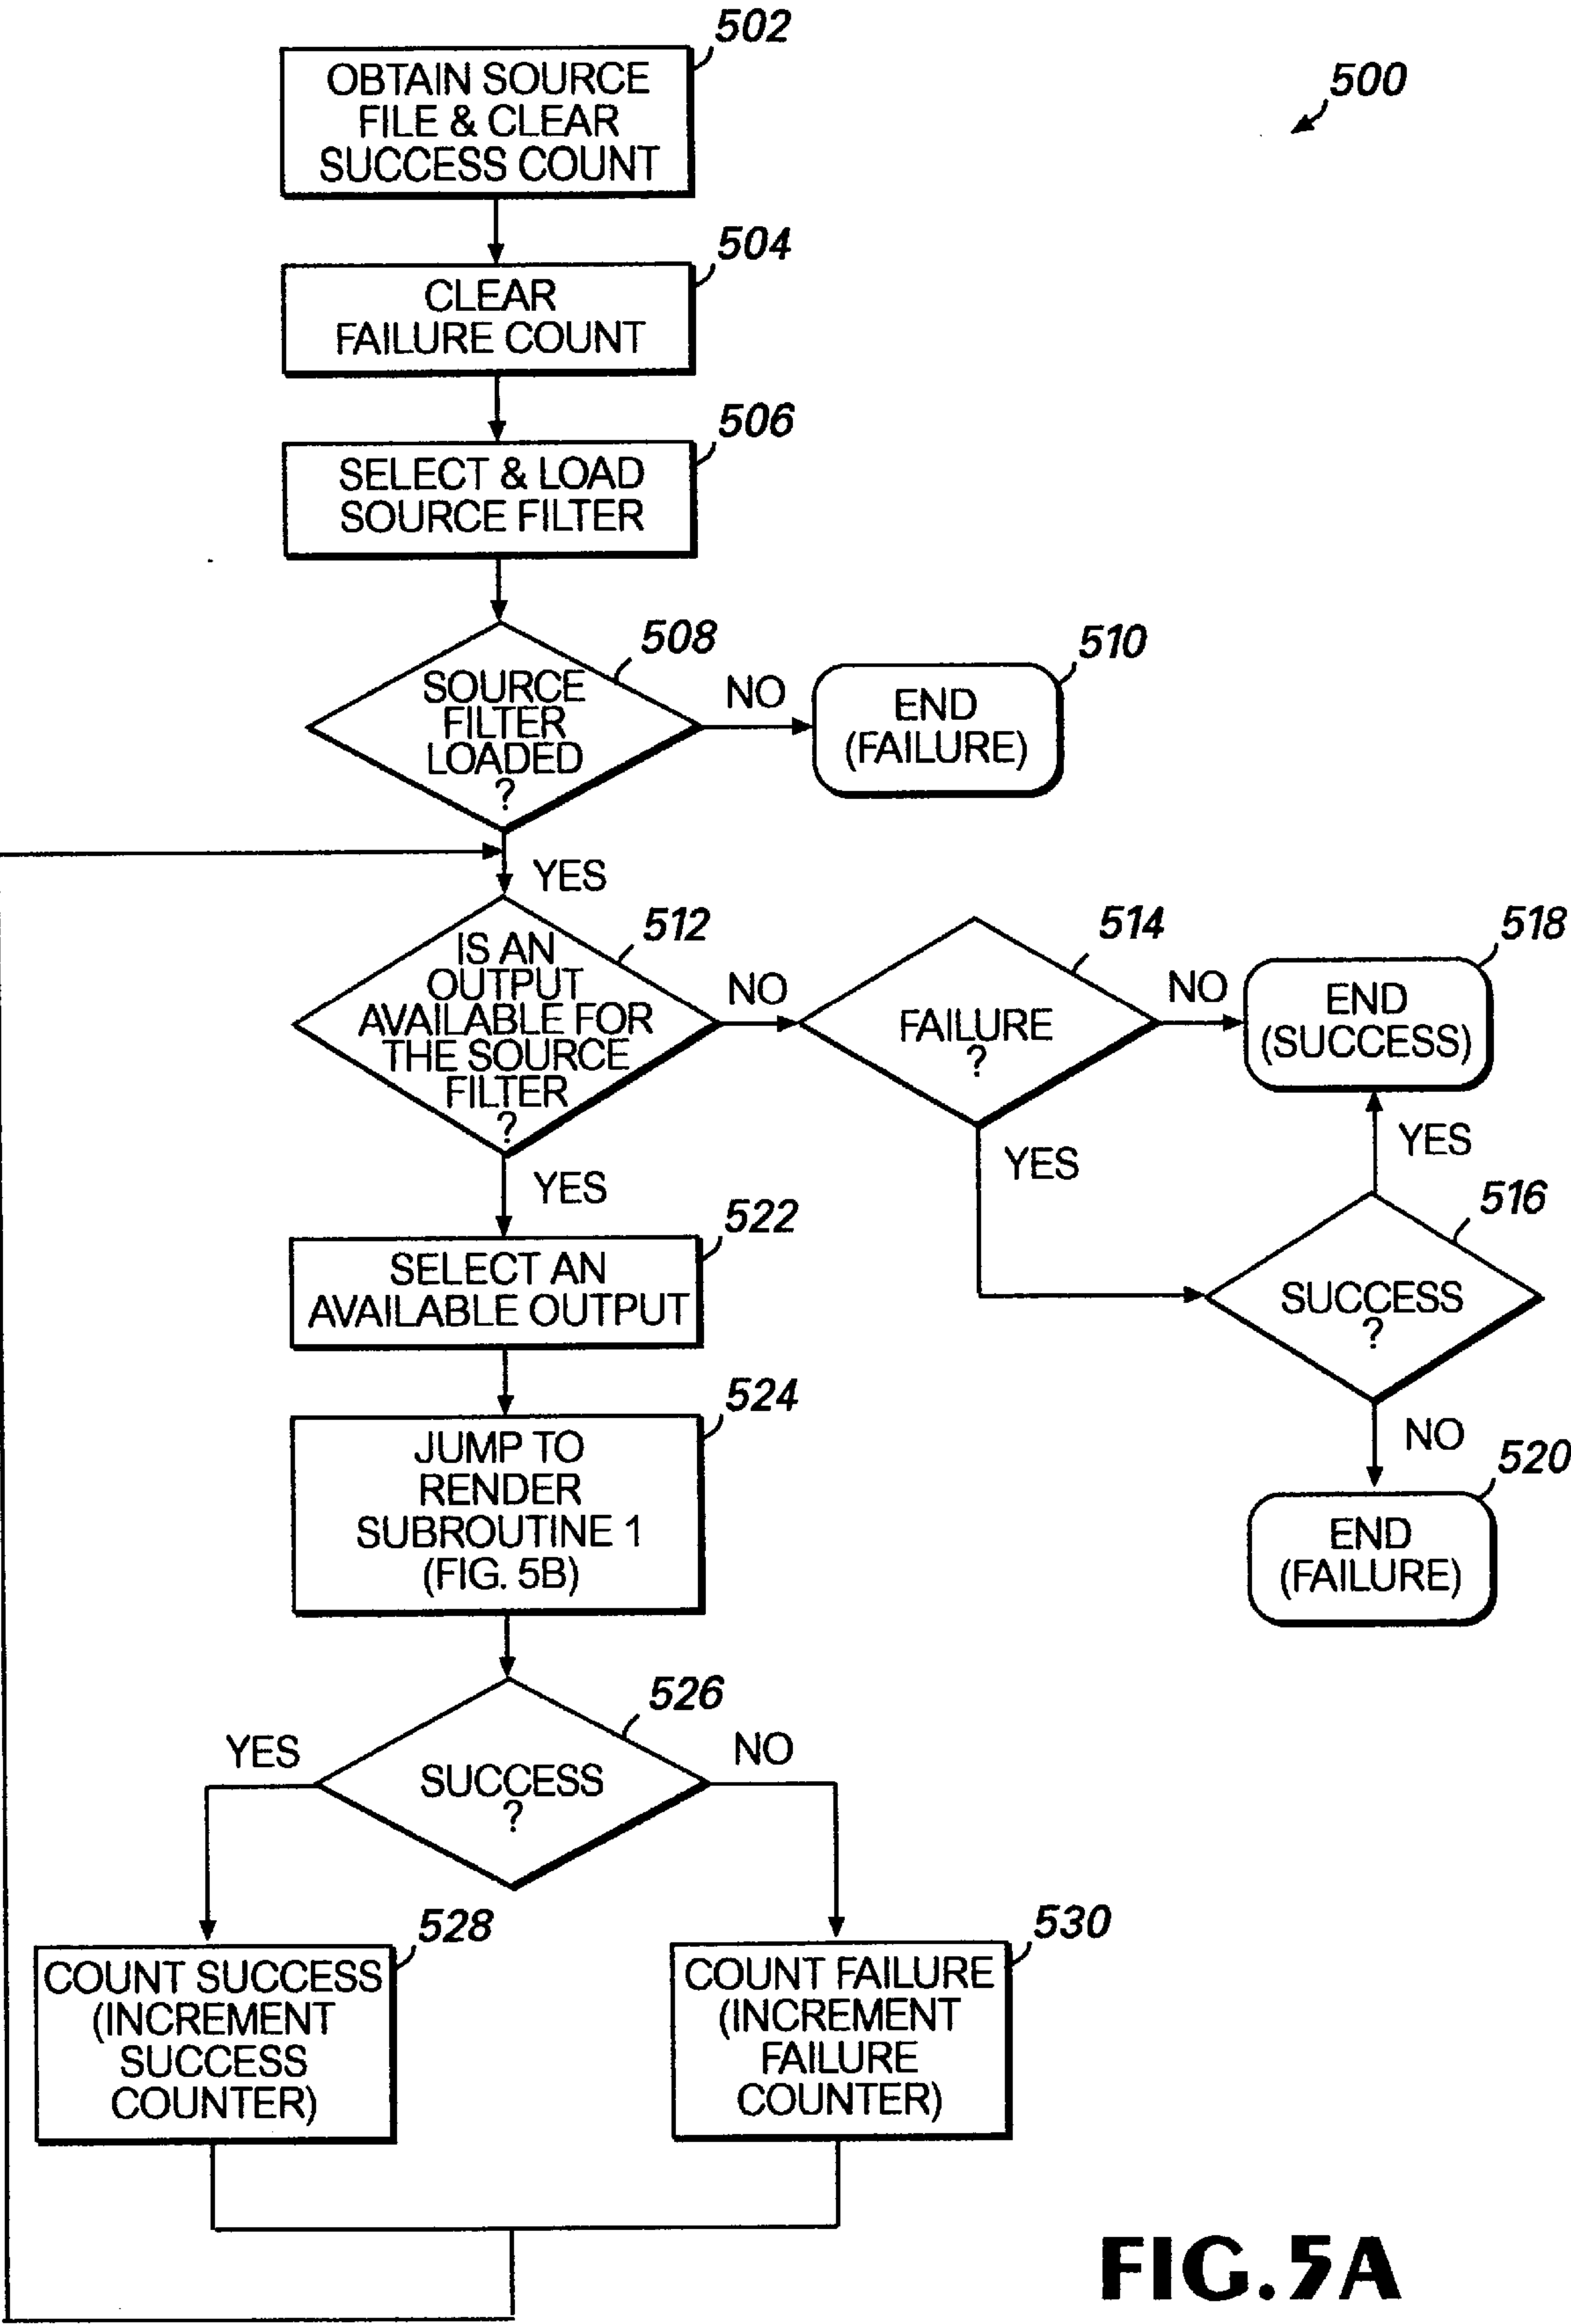 502
OBTAIN SOURCE
FILE & CLEAR
SUCCESS COUNT
500
504
CLEAR
FAILURE COUNT
506
SELECT & LOAD
SOURCE FILTER
508
SOURCE
FILTER
LOADED
?
NO
510
END
(FAILURE)
YES
512
IS AN
OUTPUT
AVAILABLE FOR
THE SOURCE
FILTER
?
NO
514
FAILURE
?
NO
518
END
(SUCCESS)
YES
YES
516
SUCCESS
?
NO
520
END
(FAILURE)
YES
522
SELECT AN
AVAILABLE OUTPUT
524
JUMP TO
RENDER
SUBROUTINE 1
(FIG. 5B)
526
SUCCESS
?
YES
NO
528
COUNT SUCCESS
(INCREMENT
SUCCESS
COUNTER)
530
COUNT FAILURE
(INCREMENT
FAILURE
COUNTER)
FIG.5A